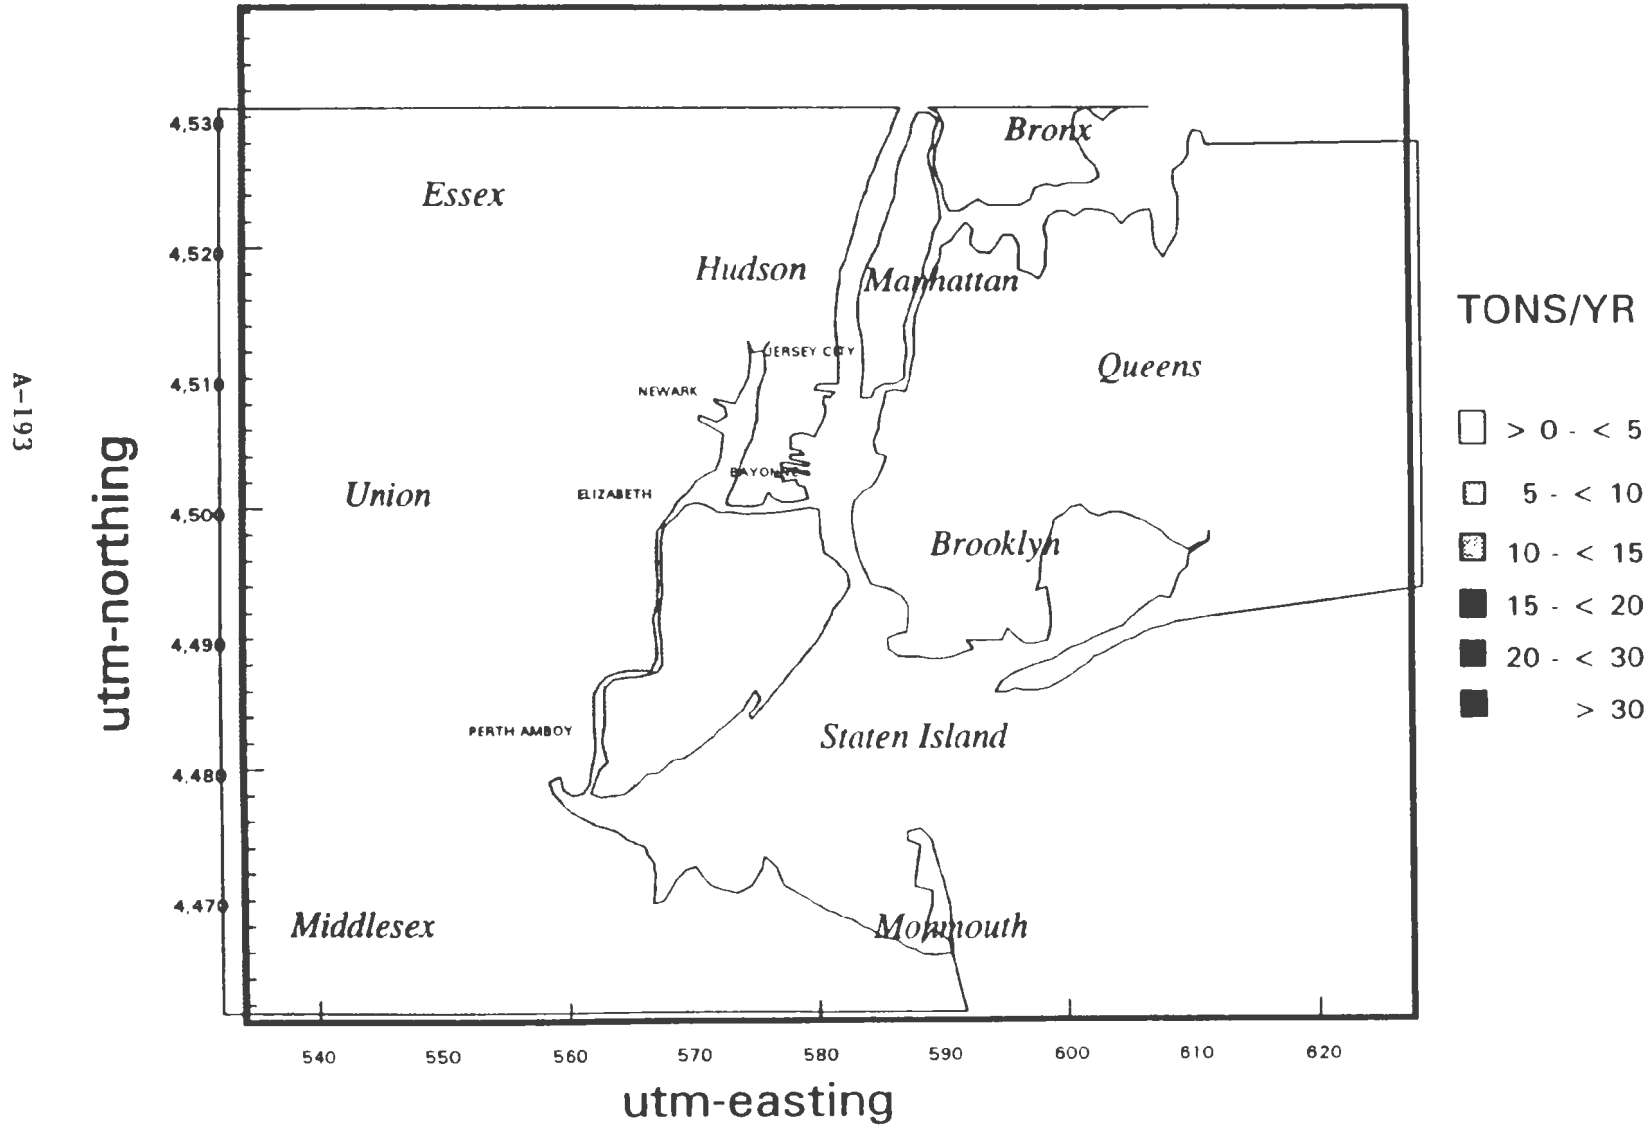 4,530
Bronx
Essex
4,520
Hudson
Manhattan
TONS/YR
JERSEY CITY
Queens
4,510
NEWARK
A-193
> 0 - < 5
BAYONNE
Union
ELIZABETH
5 - < 10
4,500
Brooklyn
10 - < 15
utm-northing
15 - < 20
4,490
20 - < 30
> 30
PERTH AMBOY
Staten Island
4,480
4,470
Middlesex
Monmouth
540 550 560 570 580 590 600 610 620
utm-easting